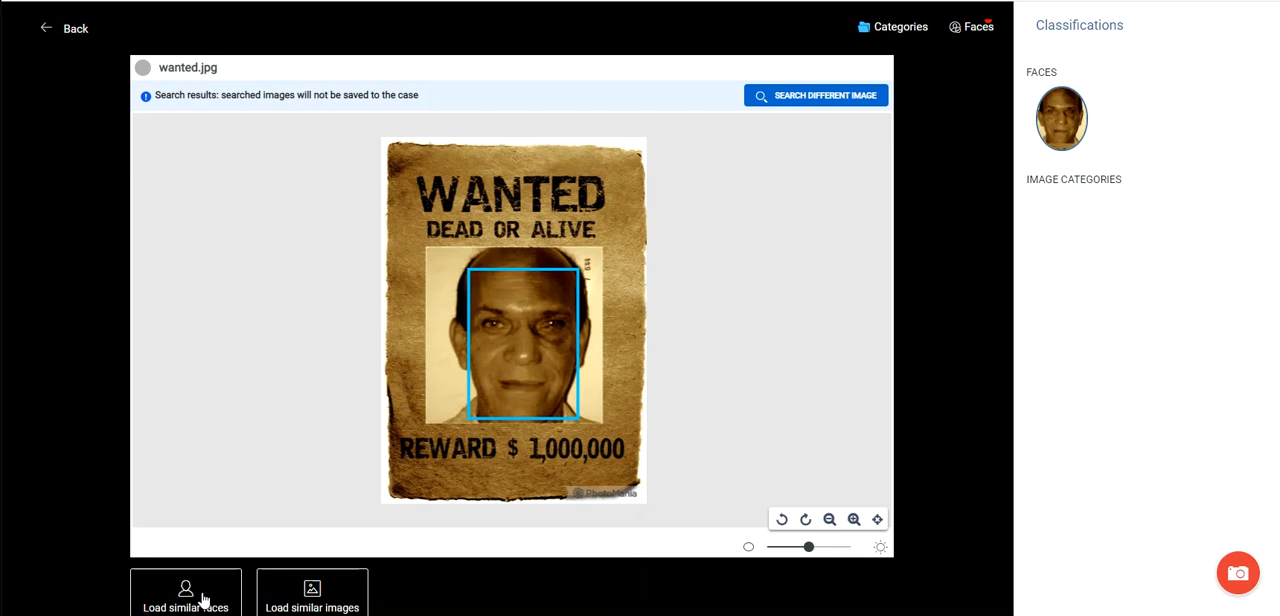 Back
Categories
Faces
wanted.jpg
Search results: searched images will not be saved to the case
SEARCH DIFFERENT IMAGE
WANTED
DEAD OR ALIVE
REWARD $ 1,000,000
© PhotoMania
Load similar faces
Load similar images
Classifications
FACES
IMAGE CATEGORIES